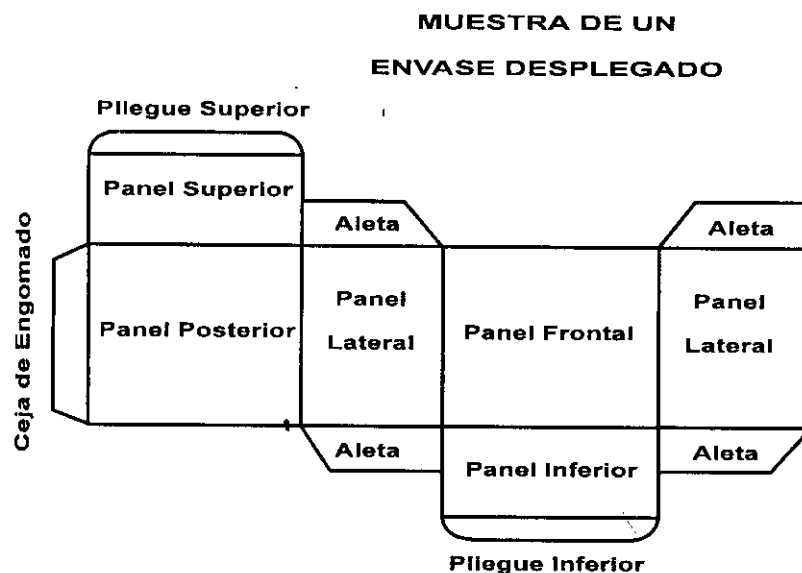 MUESTRA DE UN
ENVASE DESPLEGADO
Pliegue Superior
Panel Superior
Aleta
Aleta
Ceja de Engomado
Panel Posterior
Panel
Lateral
Panel Frontal
Panel
Lateral
Aleta
Panel Inferior
Aleta
Pliegue Inferior